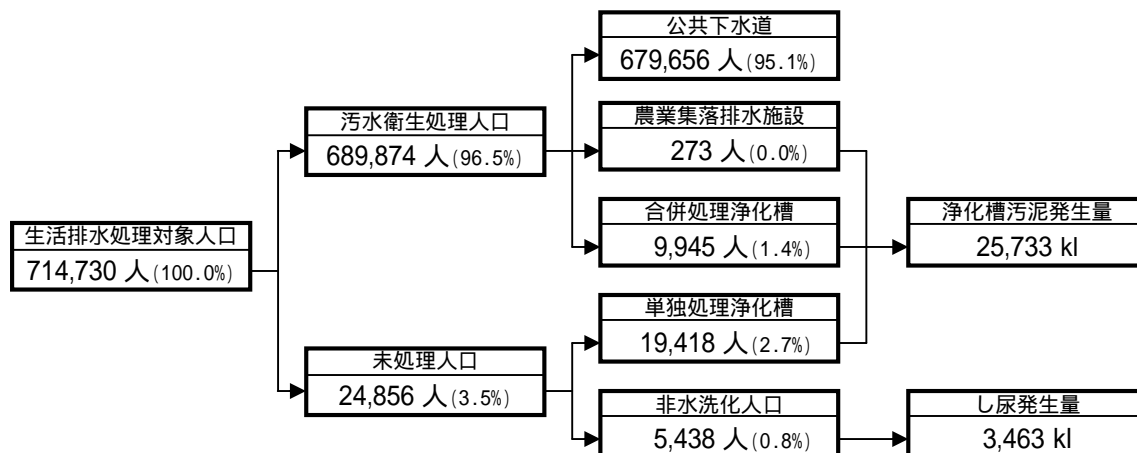 公共下水道
679,656 人(95.1%)
汚水衛生処理人口
689,874 人(96.5%)
農業集落排水施設
273 人(0.0%)
生活排水処理対象人口
714,730 人(100.0%)
合併処理浄化槽
9,945 人(1.4%)
浄化槽汚泥発生量
25,733 kl
未処理人口
24,856 人(3.5%)
単独処理浄化槽
19,418 人(2.7%)
非水洗化人口
5,438 人(0.8%)
し尿発生量
3,463 kl